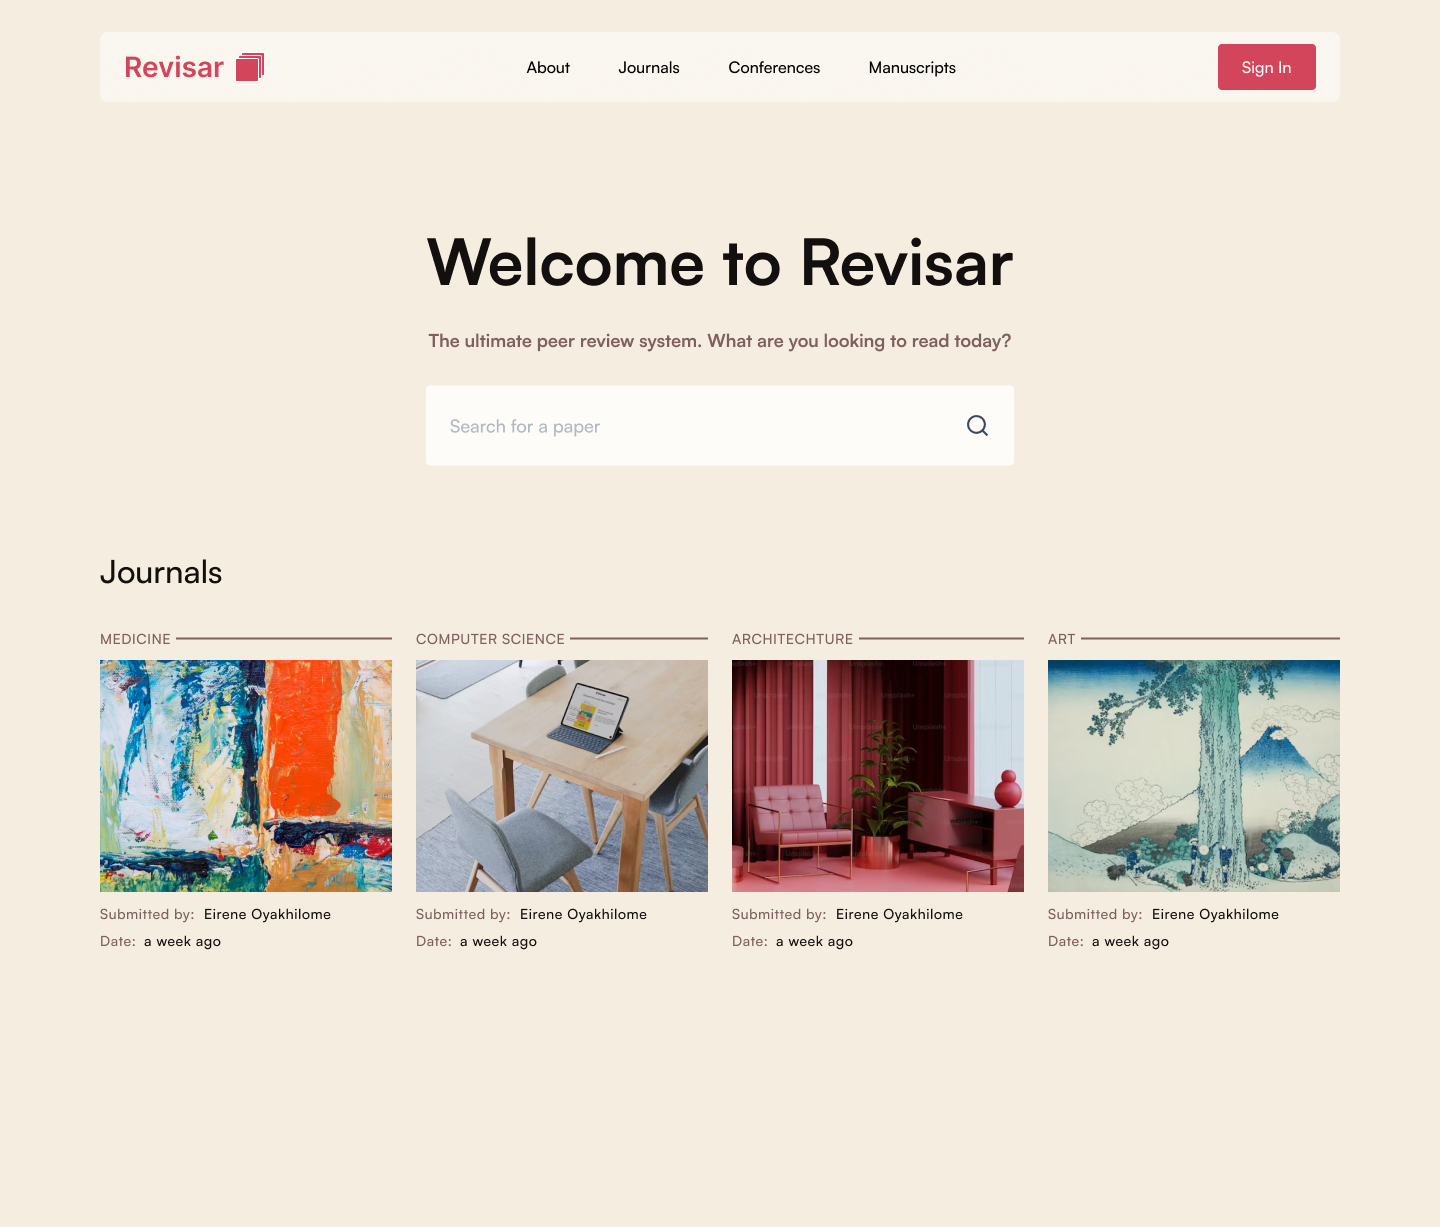 Revisar
About Journals Conferences Manuscripts
Sign In
Welcome to Revisar
The ultimate peer review system. What are you looking to read today?
Search for a paper
Journals
MEDICINE
COMPUTER SCIENCE
ARCHITECHTURE
ART
Submitted by: Eirene Oyakhilome
Date: a week ago
Submitted by: Eirene Oyakhilome
Date: a week ago
Submitted by: Eirene Oyakhilome
Date: a week ago
Submitted by: Eirene Oyakhilome
Date: a week ago